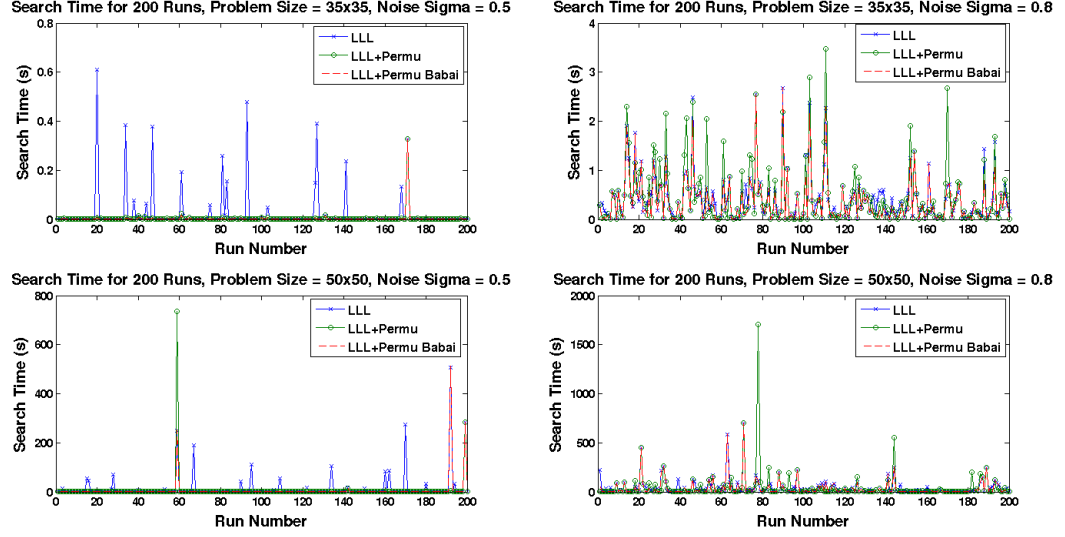 Search Time for 200 Runs, Problem Size = 35x35, Noise Sigma = 0.5
Search Time (s)
0.8
0.6
0.4
0.2
0
0 20 40 60 80 100 120 140 160 180 200
Run Number
LLL
LLL+Permu
LLL+Permu Babai
Search Time for 200 Runs, Problem Size = 35x35, Noise Sigma = 0.8
Search Time (s)
4
3
2
1
0
0 20 40 60 80 100 120 140 160 180 200
Run Number
LLL
LLL+Permu
LLL+Permu Babai
Search Time for 200 Runs, Problem Size = 50x50, Noise Sigma = 0.5
Search Time (s)
800
600
400
200
0
0 20 40 60 80 100 120 140 160 180 200
Run Number
LLL
LLL+Permu
LLL+Permu Babai
Search Time for 200 Runs, Problem Size = 50x50, Noise Sigma = 0.8
Search Time (s)
2000
1500
1000
500
0
0 20 40 60 80 100 120 140 160 180 200
Run Number
LLL
LLL+Permu
LLL+Permu Babai